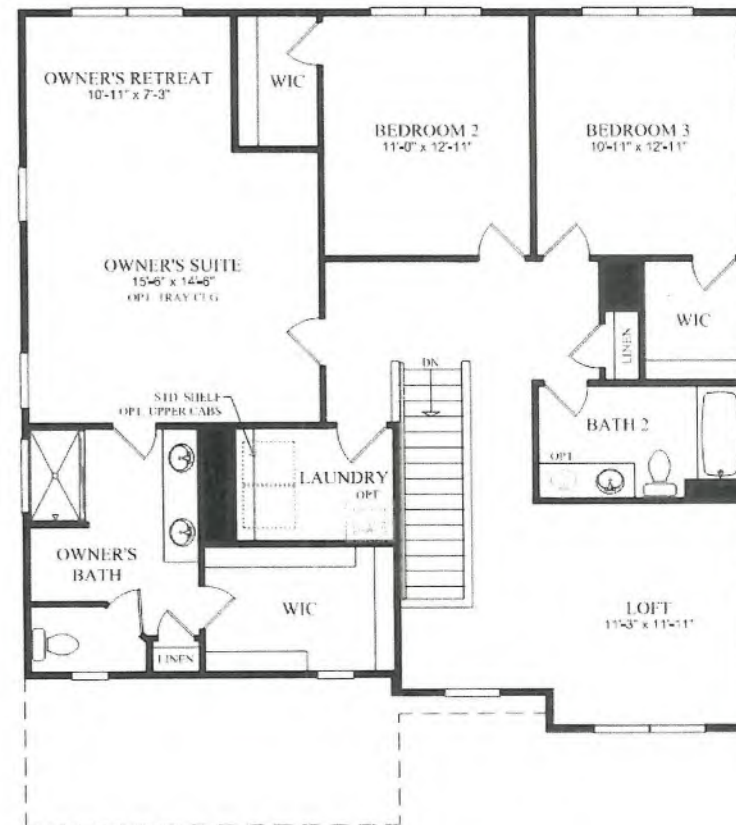 OWNER'S RETREAT
10'-11" x 7'-3"
WIC
BEDROOM 2
11'-0" x 12'-11"
BEDROOM 3
10'-11" x 12'-11"
OWNER'S SUITE
15'-6" x 14'-6"
OPT. TRAY CLG
WIC
LINEN
DN
STD SHELF
OPT. UPPER CABS
BATH 2
OPT
LAUNDRY
OPT
OWNER'S
BATH
WIC
LOFT
11'-3" x 11'-11"
LINEN